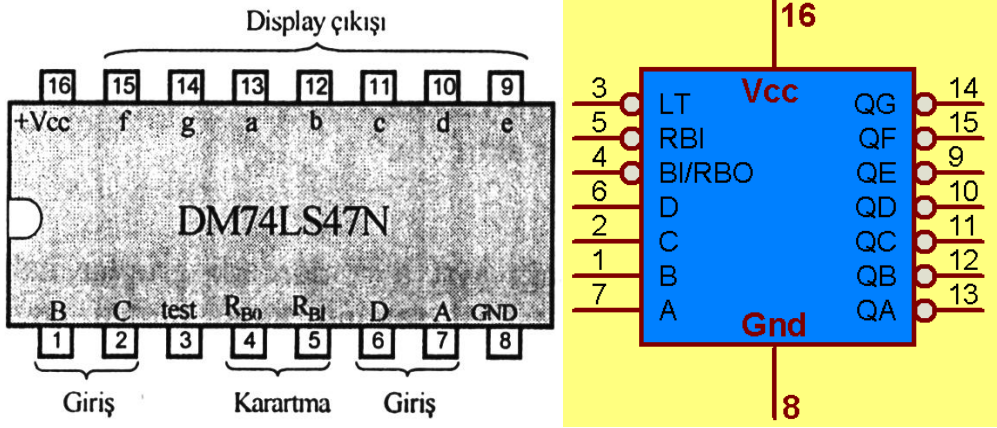 Display çıkışı
16 15 14 13 12 11 10 9
+Vcc f g a b c d e
DM74LS47N
B C test RB0 RBI D A GND
1 2 3 4 5 6 7 8
Giriş Karartma Giriş
16
Vcc
3 LT QG 14
5 RBI QF 15
4 BI/RBO QE 9
6 D QD 10
2 C QC 11
1 B QB 12
7 A QA 13
Gnd
8